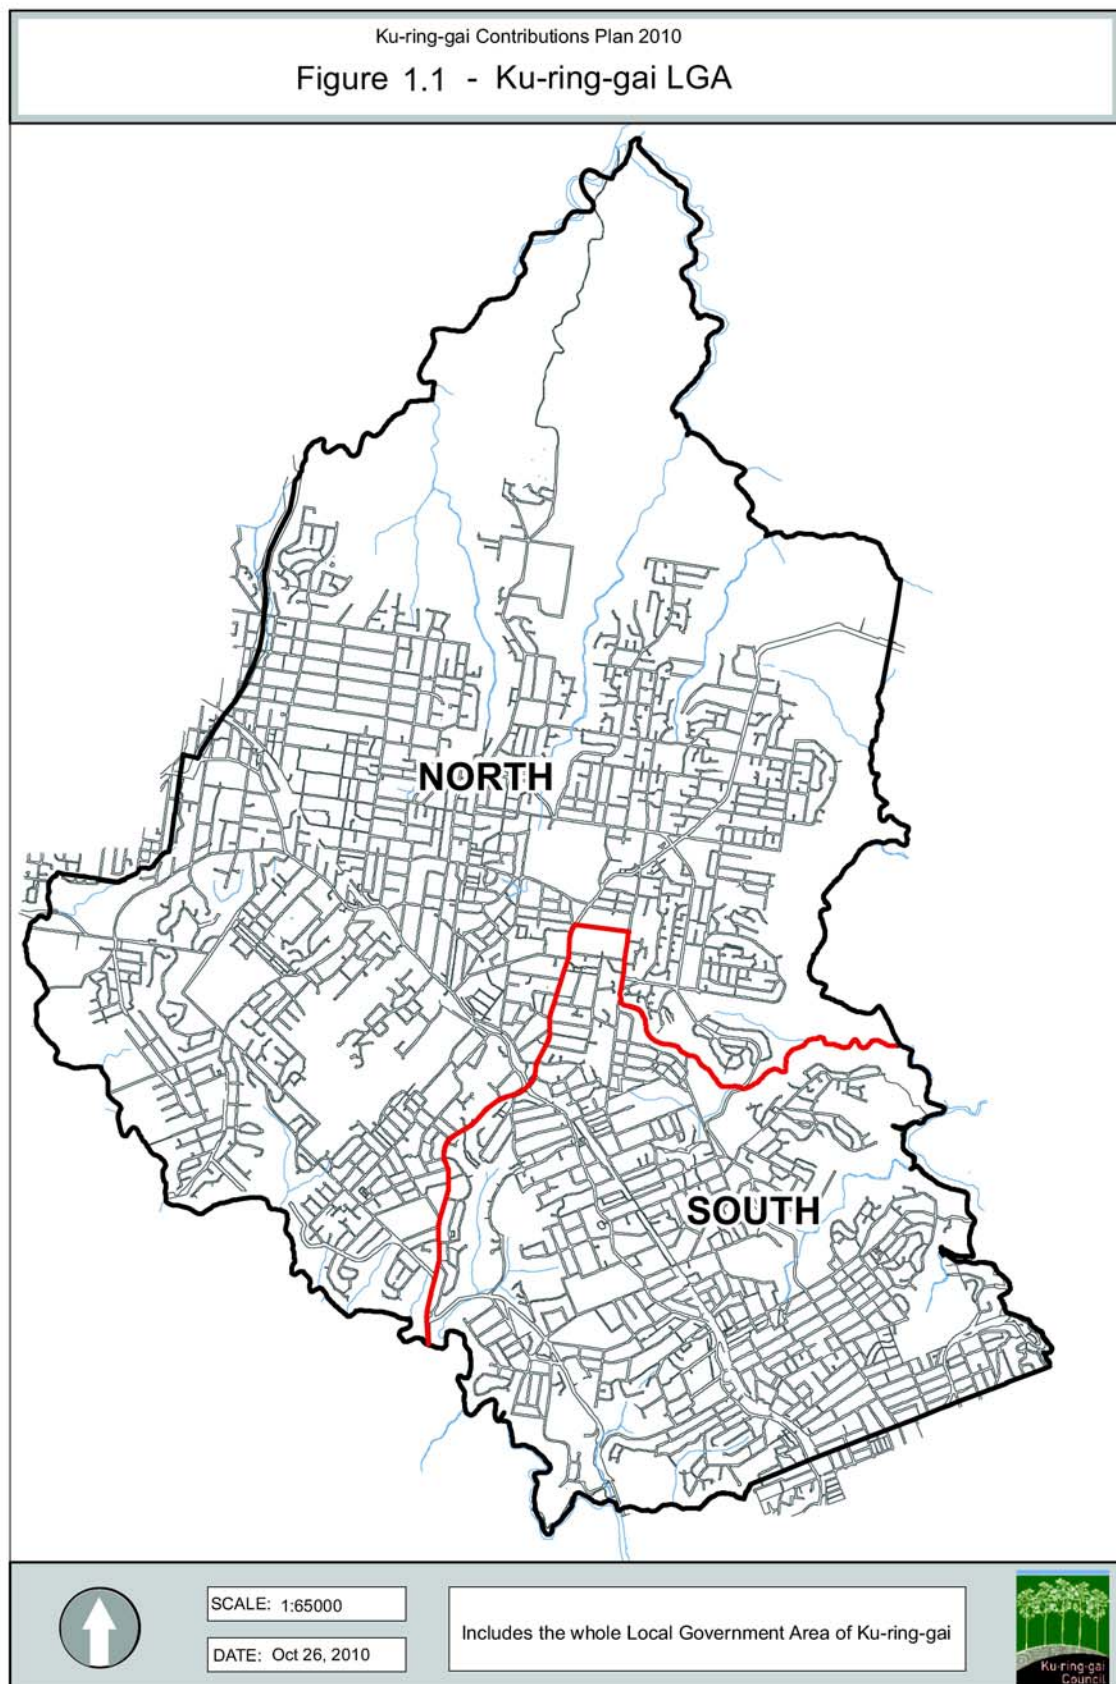 Ku-ring-gai Contributions Plan 2010
Figure 1.1 - Ku-ring-gai LGA
NORTH
SOUTH
SCALE: 1:65000
DATE: Oct 26, 2010
Includes the whole Local Government Area of Ku-ring-gai
Ku-ring-gai
Council